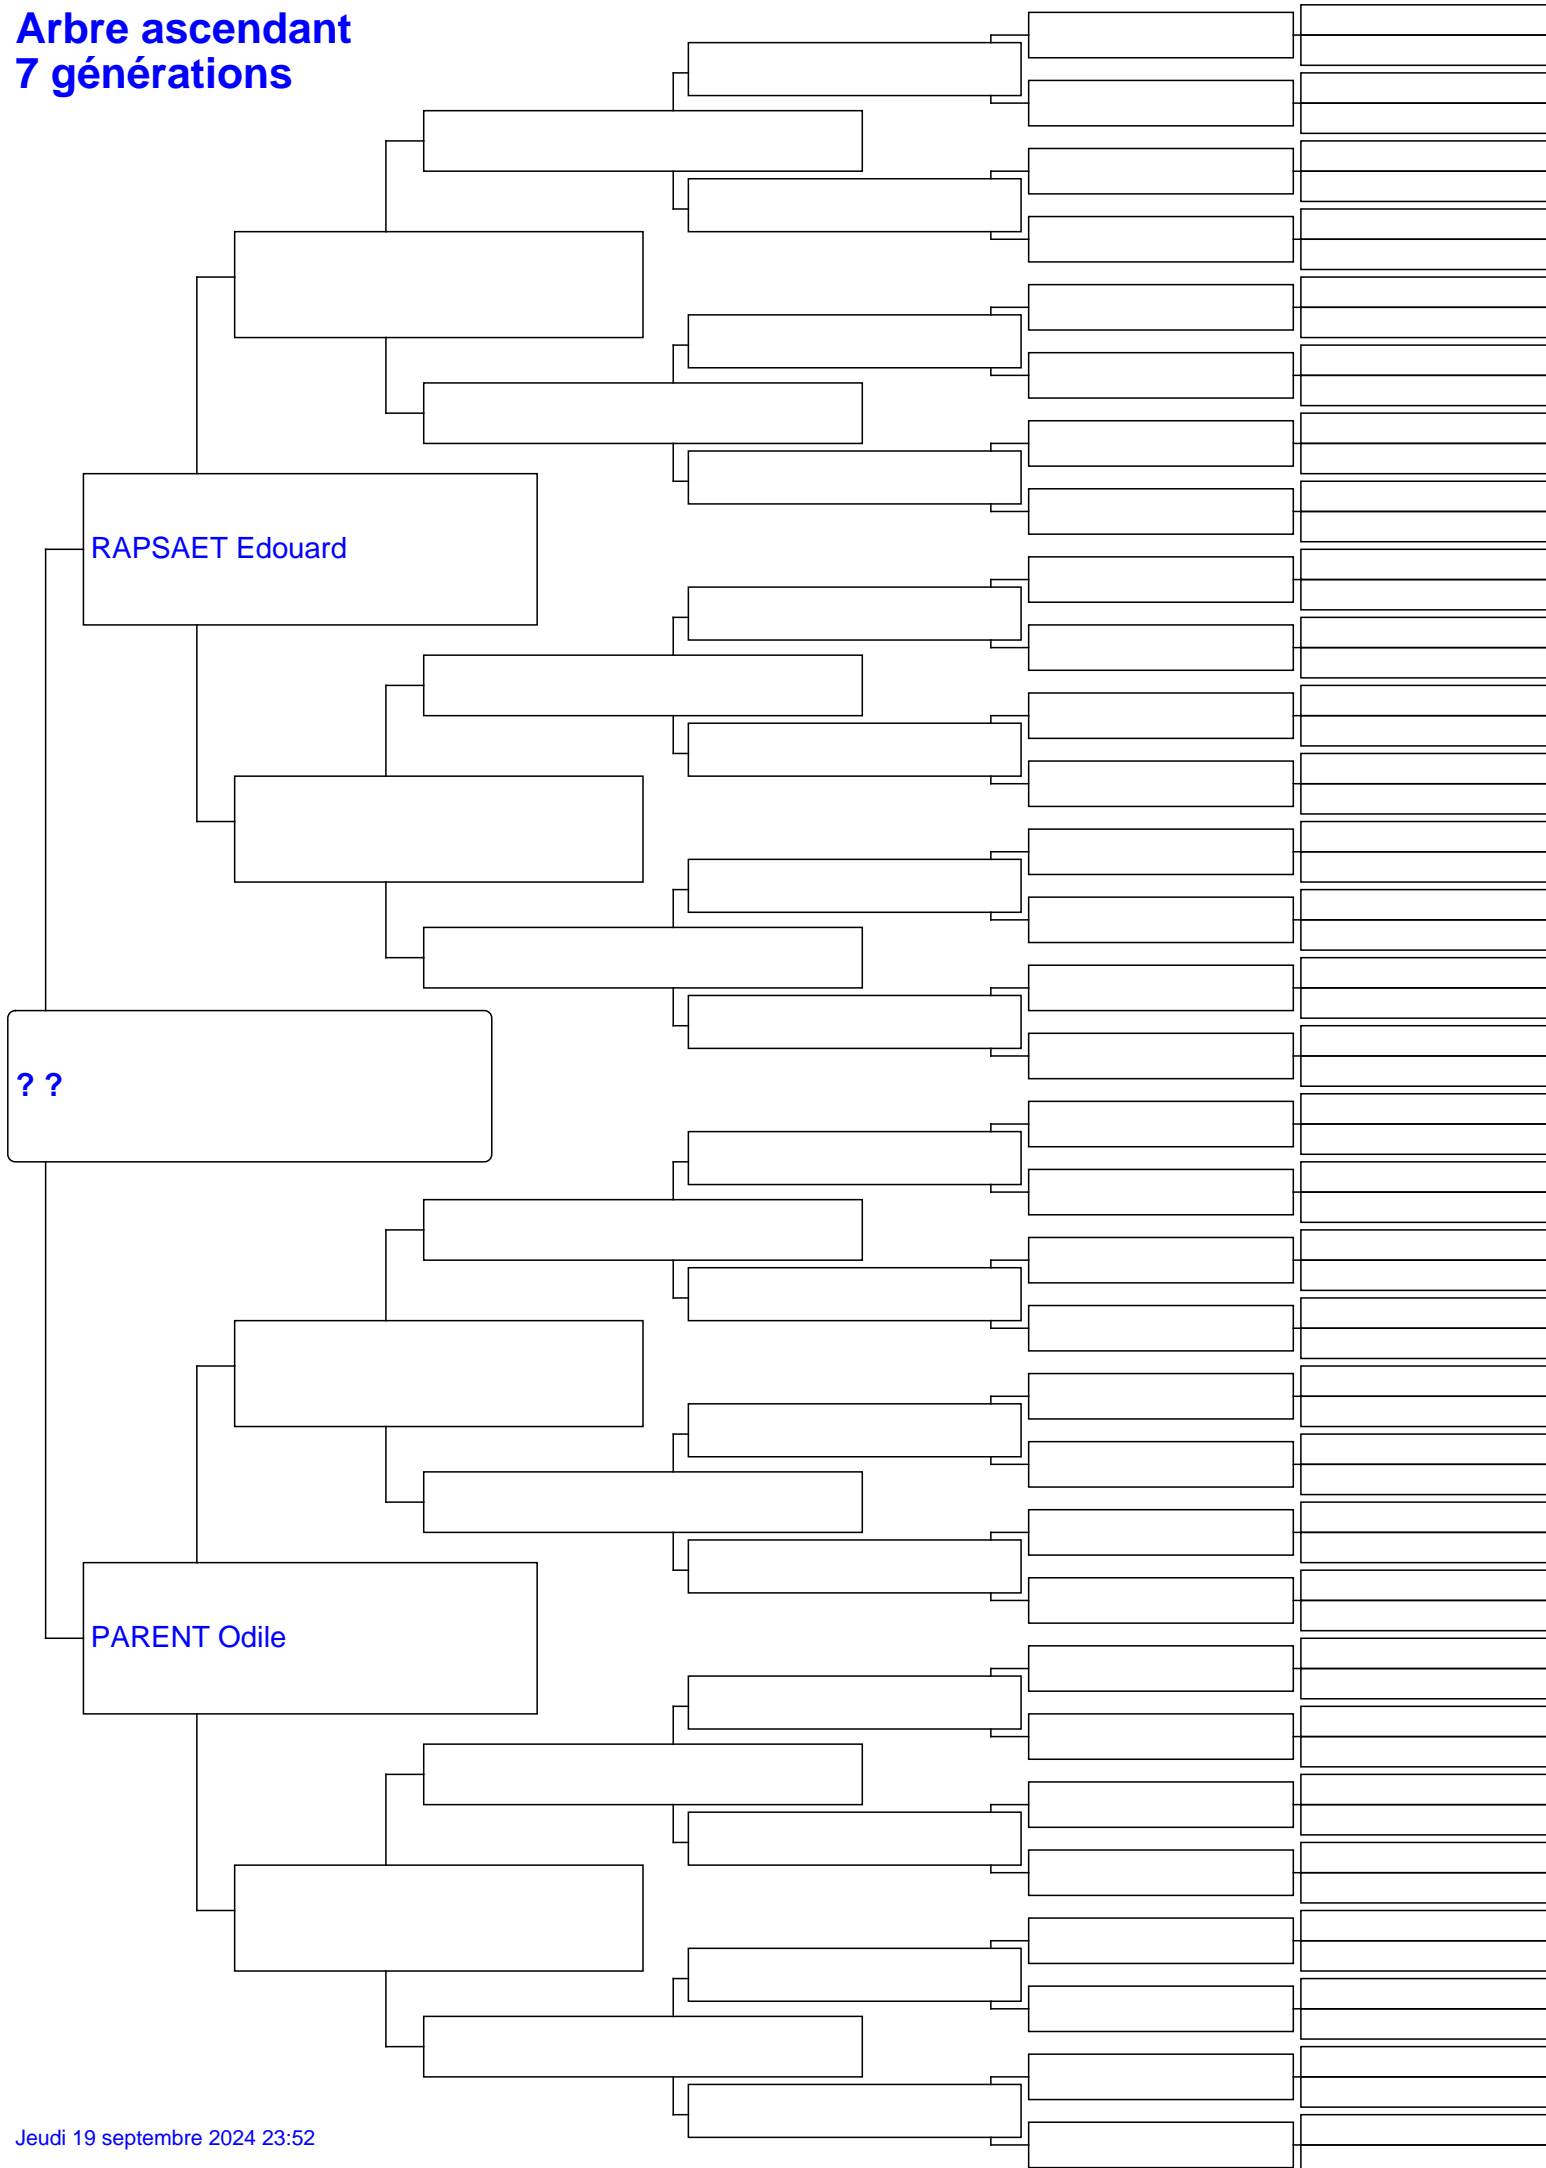 Arbre ascendant
7 générations
RAPSAET Edouard
? ?
PARENT Odile
Jeudi 19 septembre 2024 23:52